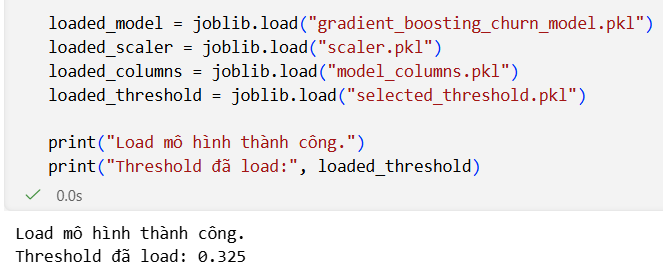 loaded_model = joblib.load("gradient_boosting_churn_model.pkl")
loaded_scaler = joblib.load("scaler.pkl")
loaded_columns = joblib.load("model_columns.pkl")
loaded_threshold = joblib.load("selected_threshold.pkl")
print("Load mô hình thành công.")
print("Threshold đã load:", loaded_threshold)
0.0s
Load mô hình thành công.
Threshold đã load: 0.325